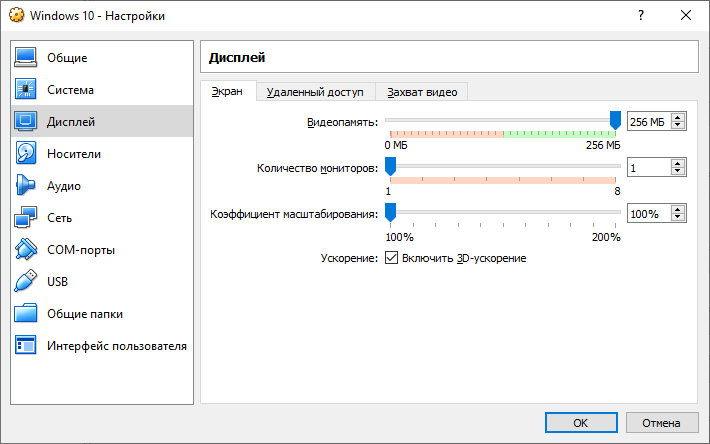 Windows 10 - Настройки
Общие
Система
Дисплей
Носители
Аудио
Сеть
COM-порты
USB
Общие папки
Интерфейс пользователя
Дисплей
Экран Удаленный доступ Захват видео
Видеопамять: 256 МБ
0 МБ 256 МБ
Количество мониторов: 1
1 8
Коэффициент масштабирования: 100%
100% 200%
Ускорение: Включить 3D-ускорение
OK Отмена